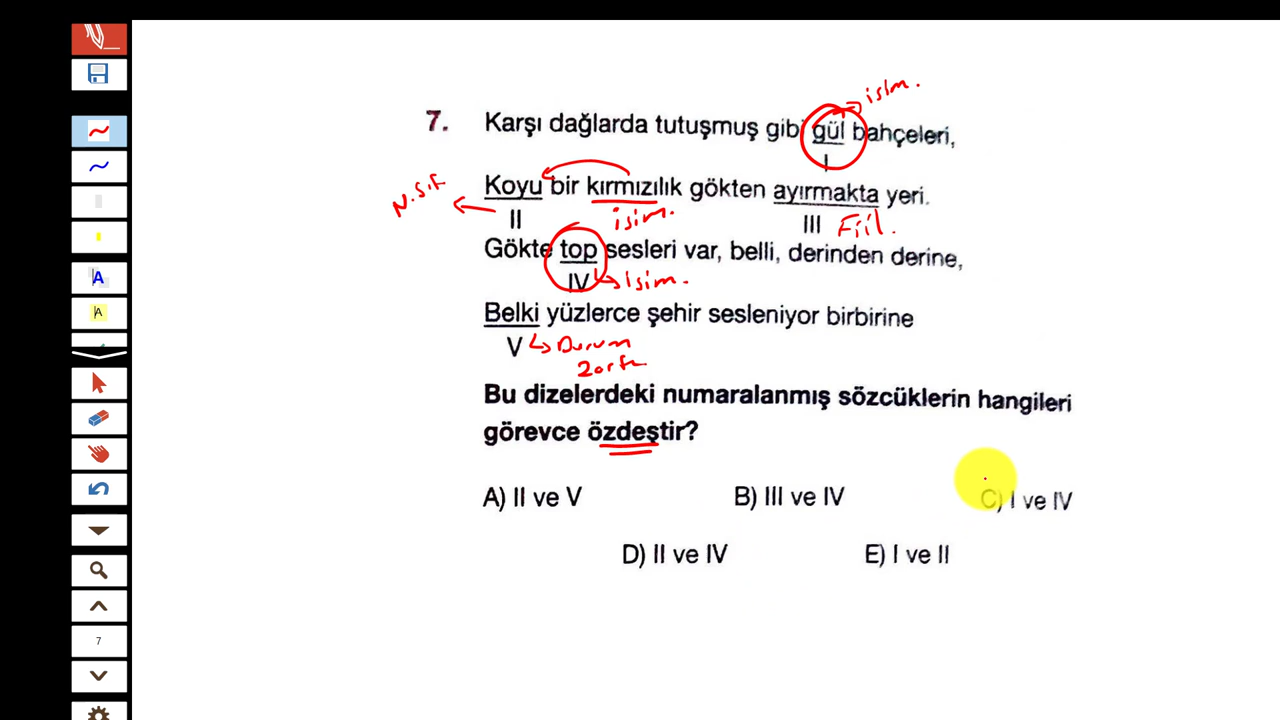 isim.
7. Karşı dağlarda tutuşmuş gibi gül bahçeleri,
I
Koyu bir kırmızılık gökten ayırmakta yeri.
N.Sıf
II
isim.
III Fiil.
Gökte top sesleri var, belli, derinden derine,
IV
isim.
Belki yüzlerce şehir sesleniyor birbirine
V
Durum
zarfı
Bu dizelerdeki numaralanmış sözcüklerin hangileri
görevce özdeştir?
A) II ve V B) III ve IV C) I ve IV
D) II ve IV E) I ve II
A
A
7